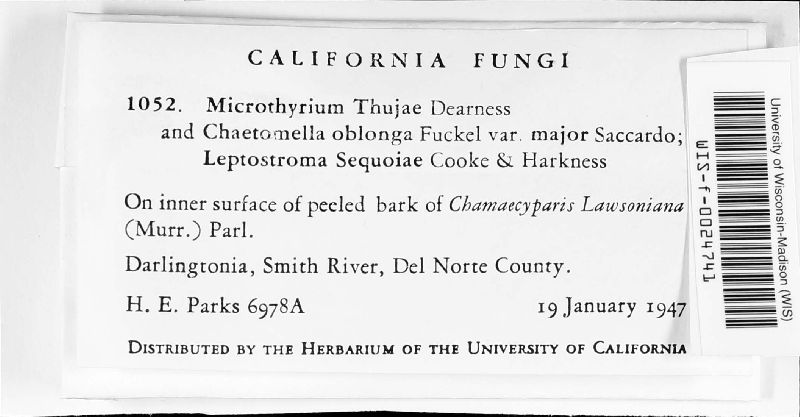 CALIFORNIA FUNGI
1052. Microthyrium Thujae Dearness
and Chaetomella oblonga Fuckel var. major Saccardo;
Leptostroma Sequoiae Cooke & Harkness
On inner surface of peeled bark of Chamaecyparis Lawsoniana
(Murr.) Parl.
Darlingtonia, Smith River, Del Norte County.
H. E. Parks 6978A 19 January 1947
DISTRIBUTED BY THE HERBARIUM OF THE UNIVERSITY OF CALIFORNIA
WIS-f-0024741
University of Wisconsin-Madison (WIS)